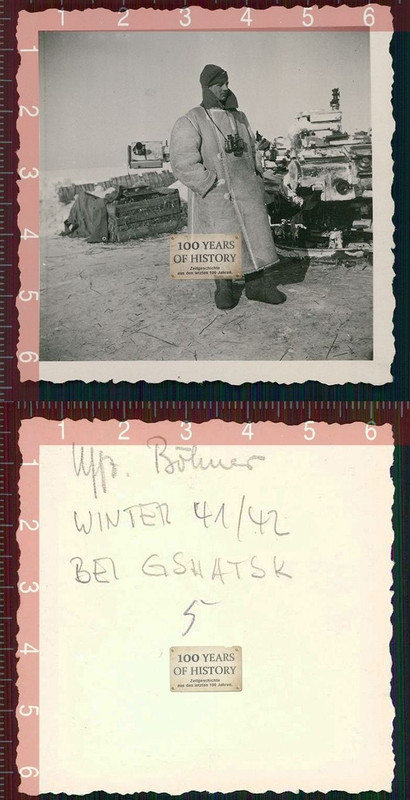 1 2 3 4 5 6
2
3
4
5
6
100 YEARS
OF HISTORY
Zeitgeschichte
aus den letzten 100 Jahren.
1 2 3 4 5 6
2
3
4
5
6
Uffz. Böhmer
WINTER 41/42
BEI GSHATSK
5
100 YEARS
OF HISTORY
Zeitgeschichte
aus den letzten 100 Jahren.